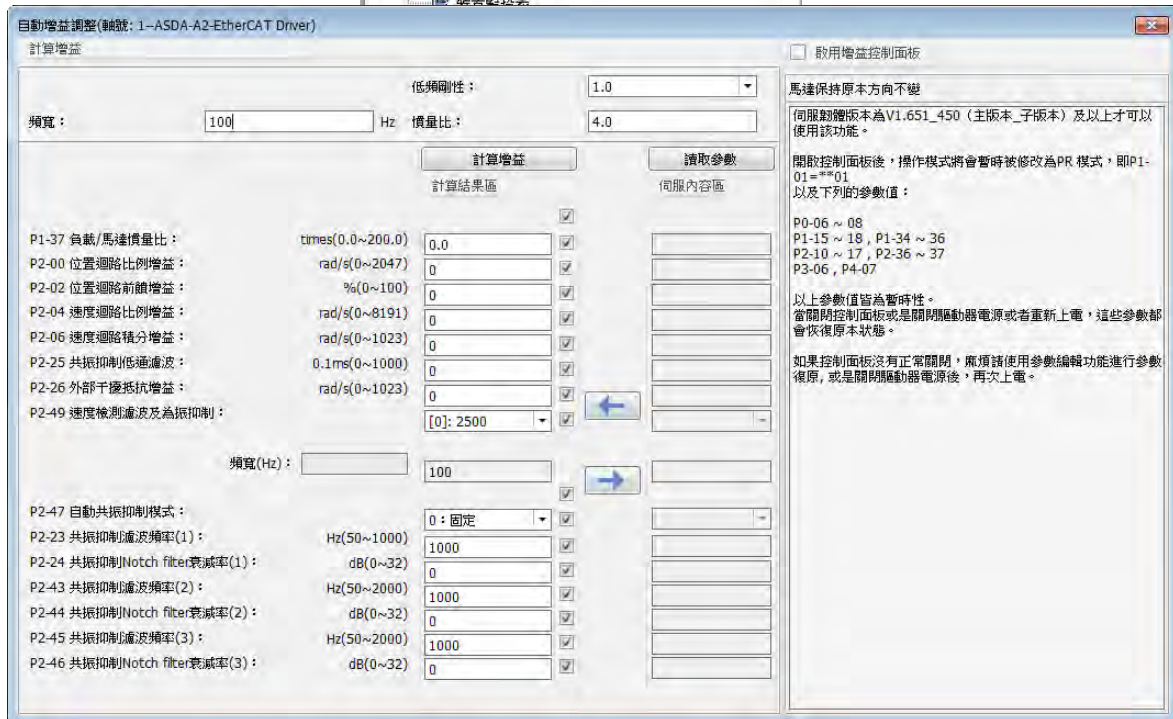 自動增益調整(軸號: 1--ASDA-A2-EtherCAT Driver)
計算增益
啟用增益控制面板
低頻剛性: 1.0
馬達保持原本方向不變
頻寬: 100 Hz 慣量比: 4.0
計算增益 讀取參數
計算結果區 伺服內容區
P1-37 負載/馬達慣量比: times(0.0~200.0) 0.0
P2-00 位置迴路比例增益: rad/s(0~2047) 0
P2-02 位置迴路前饋增益: %(0~100) 0
P2-04 速度迴路比例增益: rad/s(0~8191) 0
P2-06 速度迴路積分增益: rad/s(0~1023) 0
P2-25 共振抑制低通濾波: 0.1ms(0~1000) 0
P2-26 外部干擾抵抗增益: rad/s(0~1023) 0
P2-49 速度檢測濾波及為振抑制: [0]: 2500
頻寬(Hz): 100
P2-47 自動共振抑制模式: 0:固定
P2-23 共振抑制濾波頻率(1): Hz(50~1000) 1000
P2-24 共振抑制Notch filter衰減率(1): dB(0~32) 0
P2-43 共振抑制濾波頻率(2): Hz(50~2000) 1000
P2-44 共振抑制Notch filter衰減率(2): dB(0~32) 0
P2-45 共振抑制濾波頻率(3): Hz(50~2000) 1000
P2-46 共振抑制Notch filter衰減率(3): dB(0~32) 0
伺服韌體版本為V1.651_450(主版本_子版本)及以上才可以
使用該功能。
開啟控制面板後,操作模式將會暫時被修改為PR 模式,即P1-
01=**01
以及下列的參數值:
P0-06 ~ 08
P1-15 ~ 18 , P1-34 ~ 36
P2-10 ~ 17 , P2-36 ~ 37
P3-06 , P4-07
以上參數值皆為暫時性。
當關閉控制面板或是關閉驅動器電源或者重新上電,這些參數都
會恢復原本狀態。
如果控制面板沒有正常關閉,麻煩請使用參數編輯功能進行參數
復原, 或是關閉驅動器電源後,再次上電。